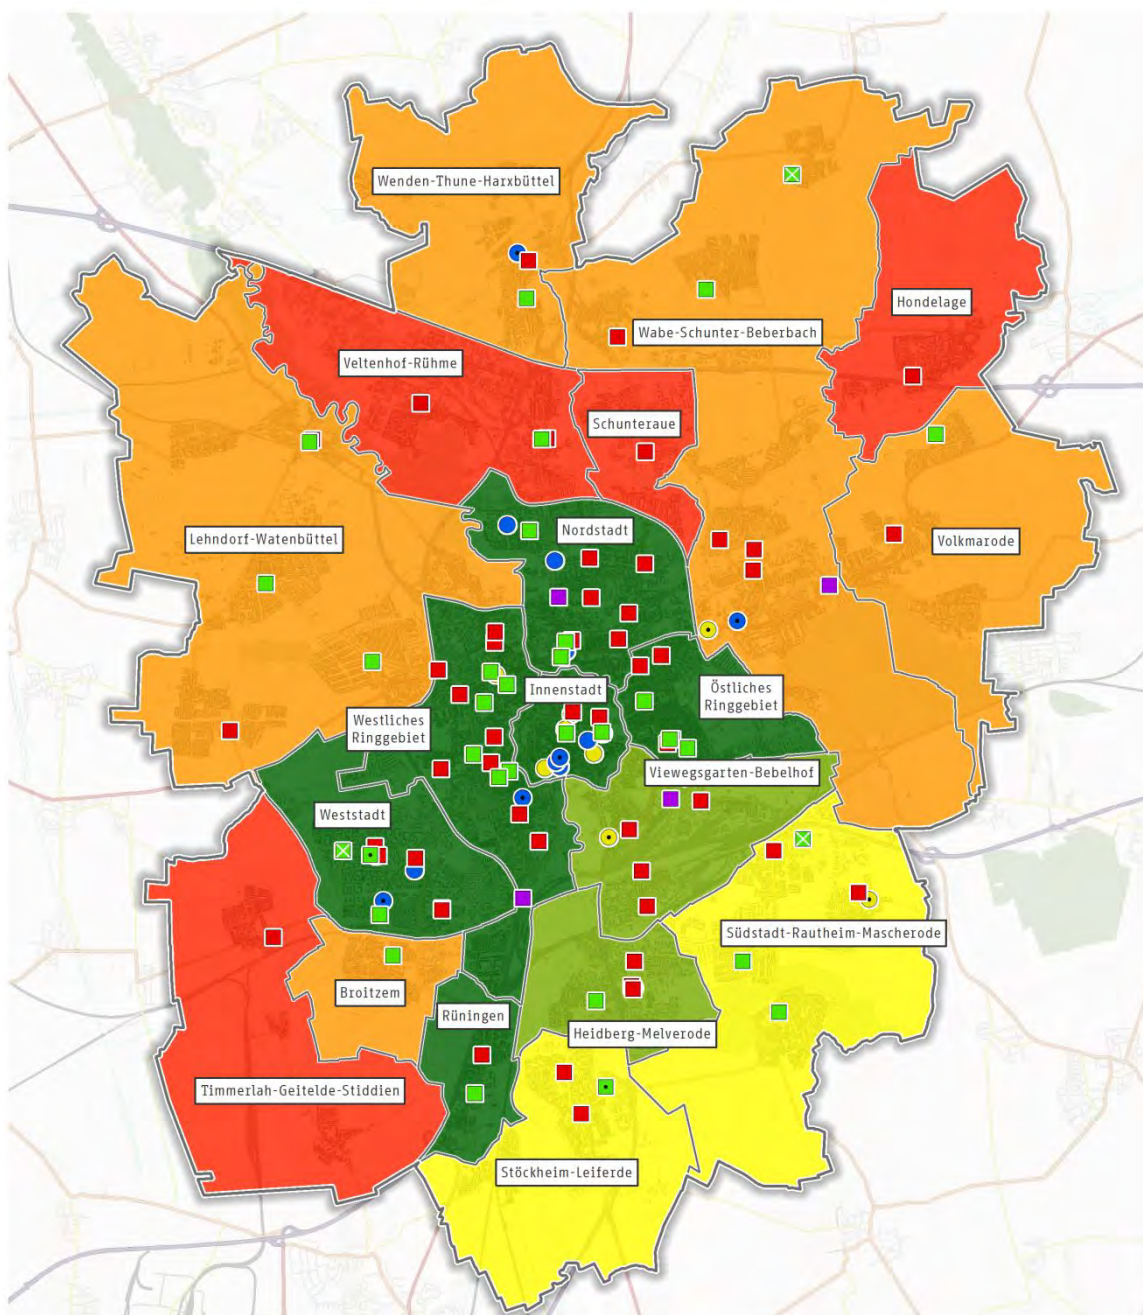 Wenden-Thune-Harxbüttel
Hondelage
Wabe-Schunter-Beberbach
Veltenhof-Rühme
Schunteraue
Nordstadt
Lehndorf-Watenbüttel
Volkmarode
Innenstadt
Östliches
Ringgebiet
Westliches
Ringgebiet
Viewegsgarten-Bebelhof
Weststadt
Südstadt-Rautheim-Mascherode
Broitzem
Rüningen
Heidberg-Melverode
Timmerlah-Geitelde-Stiddien
Stöckheim-Leiferde